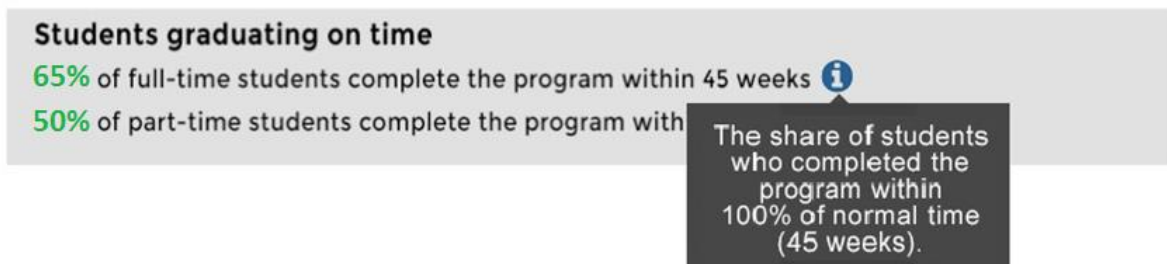 Students graduating on time
65% of full-time students complete the program within 45 weeks i
50% of part-time students complete the program with
The share of students
who completed the
program within
100% of normal time
(45 weeks).